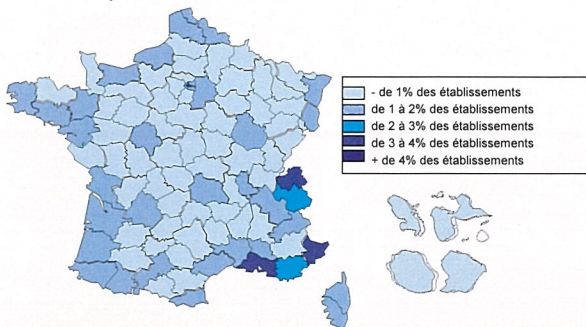 - de 1% des établissements
de 1 à 2% des établissements
de 2 à 3% des établissements
de 3 à 4% des établissements
+ de 4% des établissements